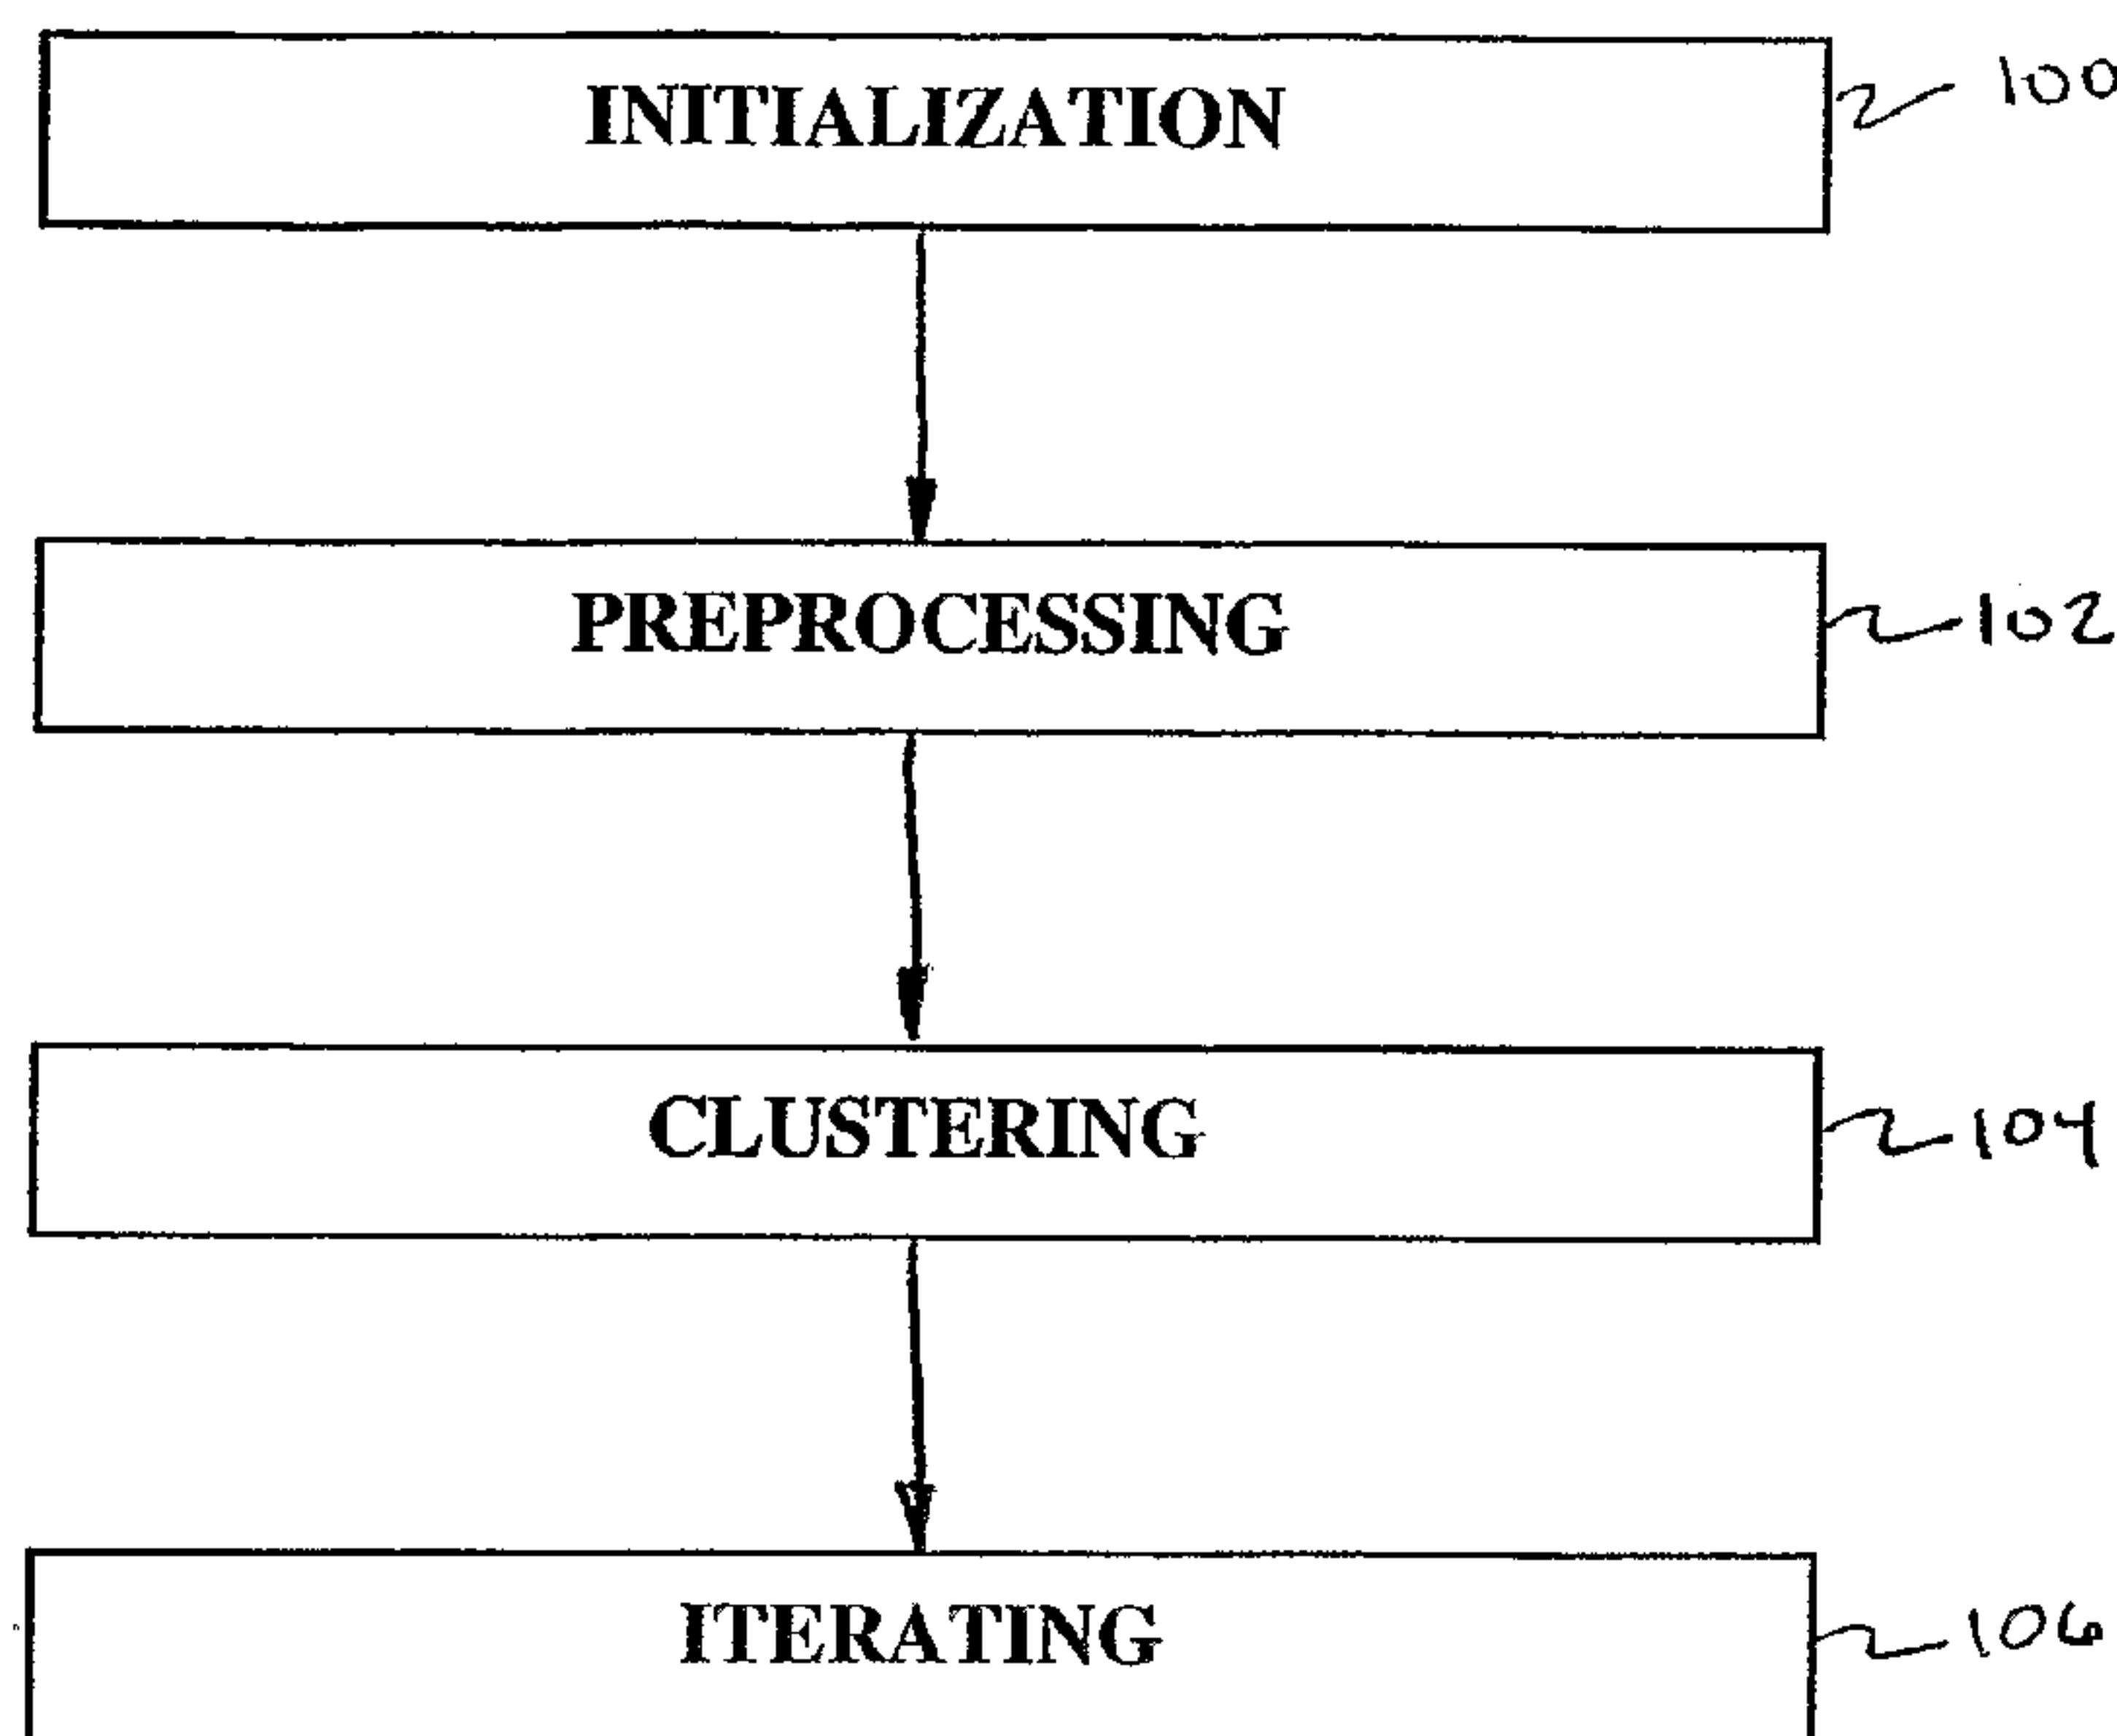 INITIALIZATION 100
PREPROCESSING 102
CLUSTERING 104
ITERATING 106